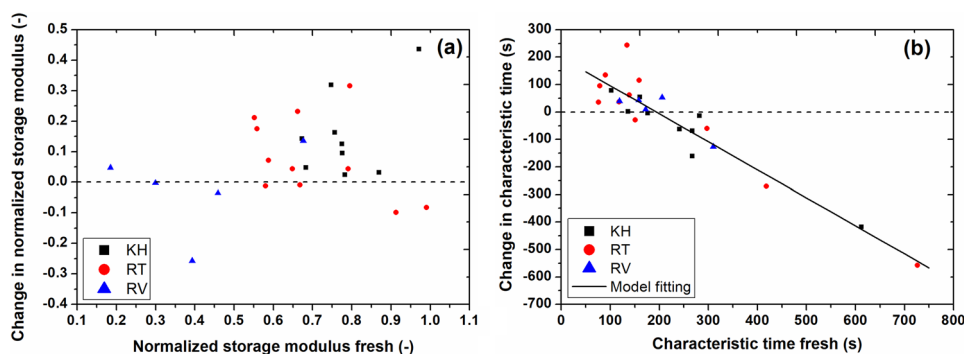 Change in normalized storage modulus (-)
0.5
0.4
0.3
0.2
0.1
0.0
-0.1
-0.2
-0.3
-0.4
(a)
KH
RT
RV
0.1 0.2 0.3 0.4 0.5 0.6 0.7 0.8 0.9 1.0 1.1
Normalized storage modulus fresh (-)
Change in characteristic time (s)
300
200
100
0
-100
-200
-300
-400
-500
-600
-700
(b)
KH
RT
RV
Model fitting
0 100 200 300 400 500 600 700 800
Characteristic time fresh (s)